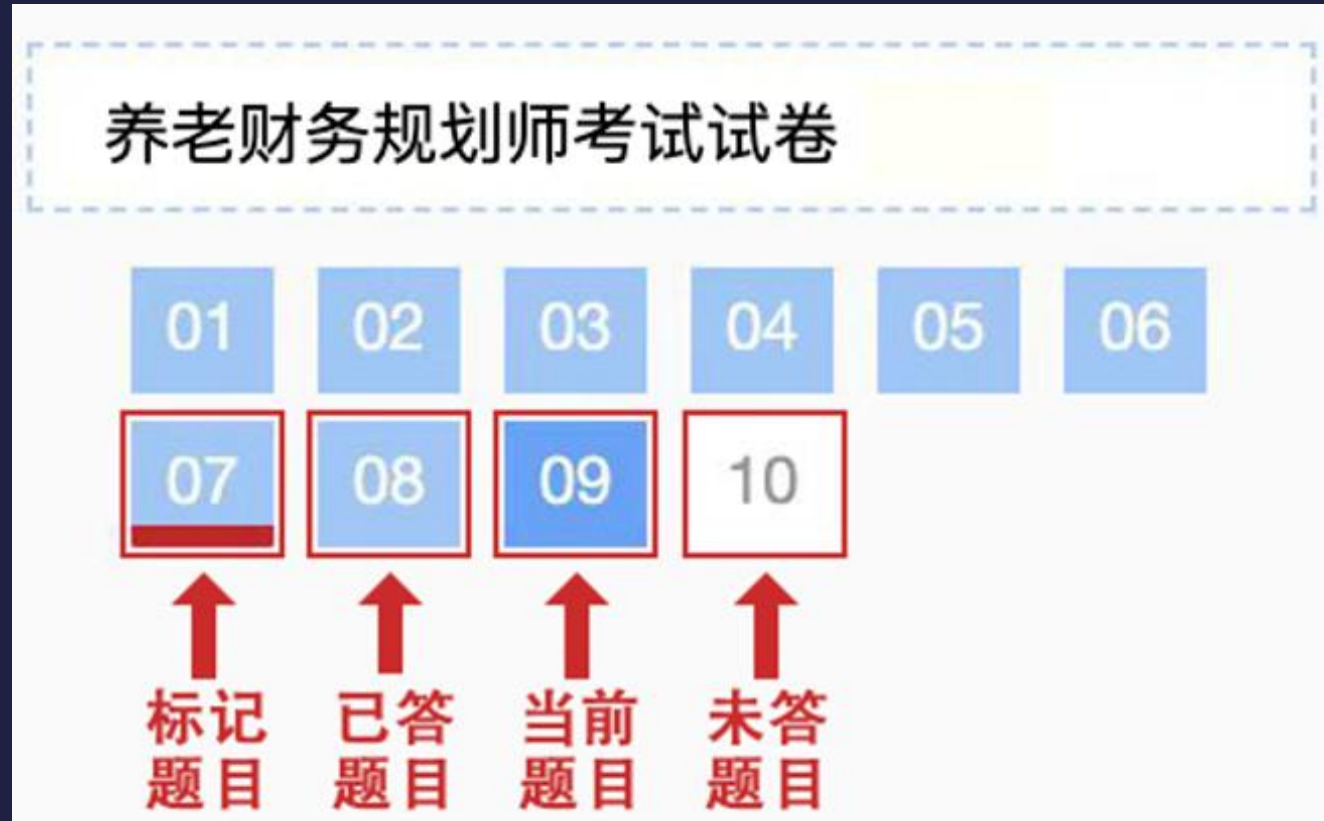 养老财务规划师考试试卷
01 02 03 04 05 06
07 08 09 10
标记 已答 当前 未答
题目 题目 题目 题目